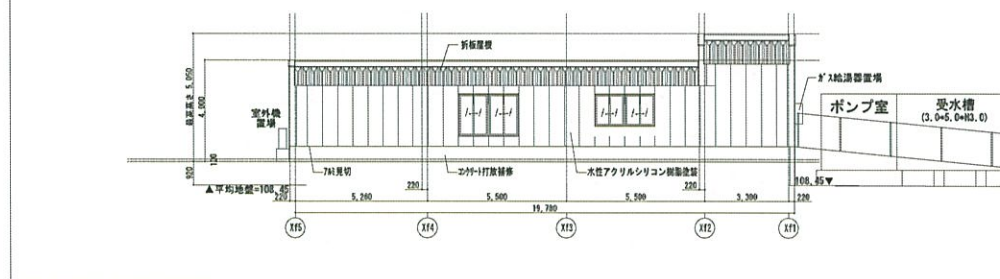 折板屋根
最高高さ 5,050
4,000
920
120
室外機
置場
ガス給湯器置場
ポンプ室
受水槽
(3.0*5.0*H3.0)
アルミ見切
コンクリート打放補修
水性アクリルシリコン樹脂塗装
▲平均地盤=108.45
108.45▼
220
5,280
220
5,500
5,500
220
3,300
220
19,780
Xf5
Xf4
Xf3
Xf2
Xf1